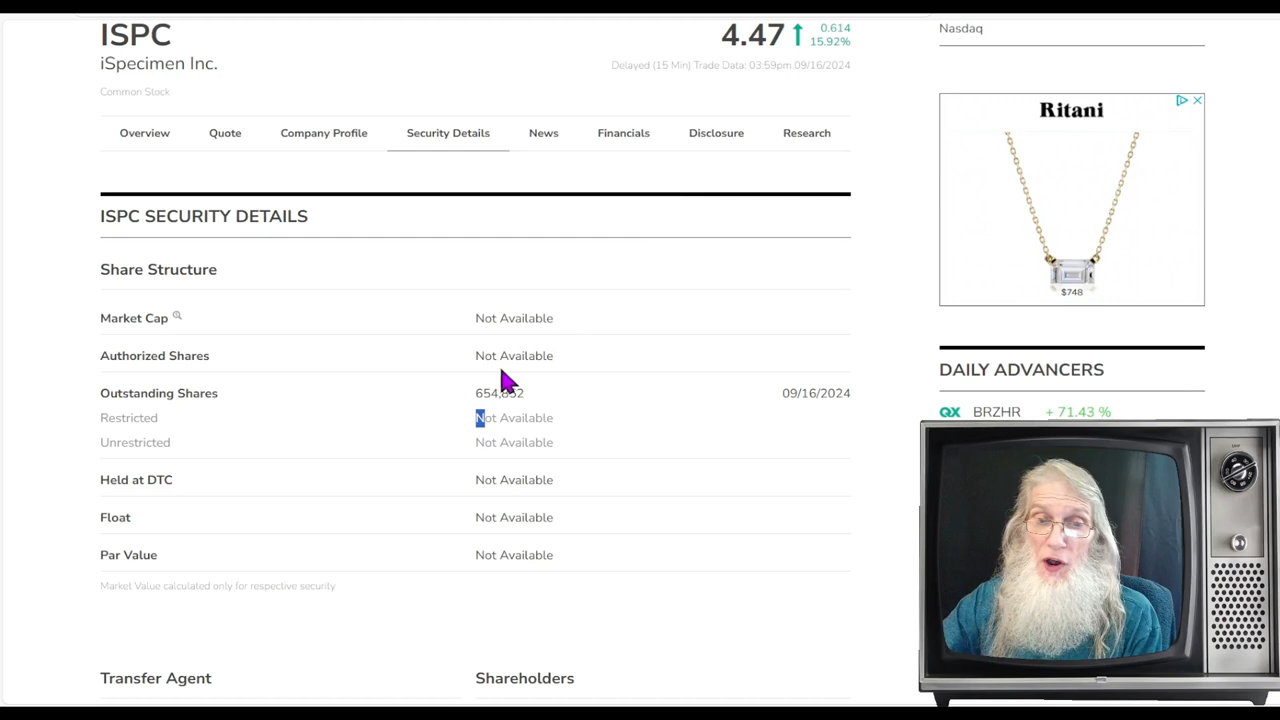 ISPC
4.47 0.614
15.92%
iSpecimen Inc.
Delayed (15 Min) Trade Data: 03:59pm 09/16/2024
Common Stock
Overview Quote Company Profile Security Details News Financials Disclosure Research
ISPC SECURITY DETAILS
Share Structure
Market Cap Not Available
Authorized Shares Not Available
Outstanding Shares 654,852 09/16/2024
Restricted Not Available
Unrestricted Not Available
Held at DTC Not Available
Float Not Available
Par Value Not Available
Market Value calculated only for respective security
Transfer Agent Shareholders
Nasdaq
Ritani
$748
DAILY ADVANCERS
QX BRZHR + 71.43 %